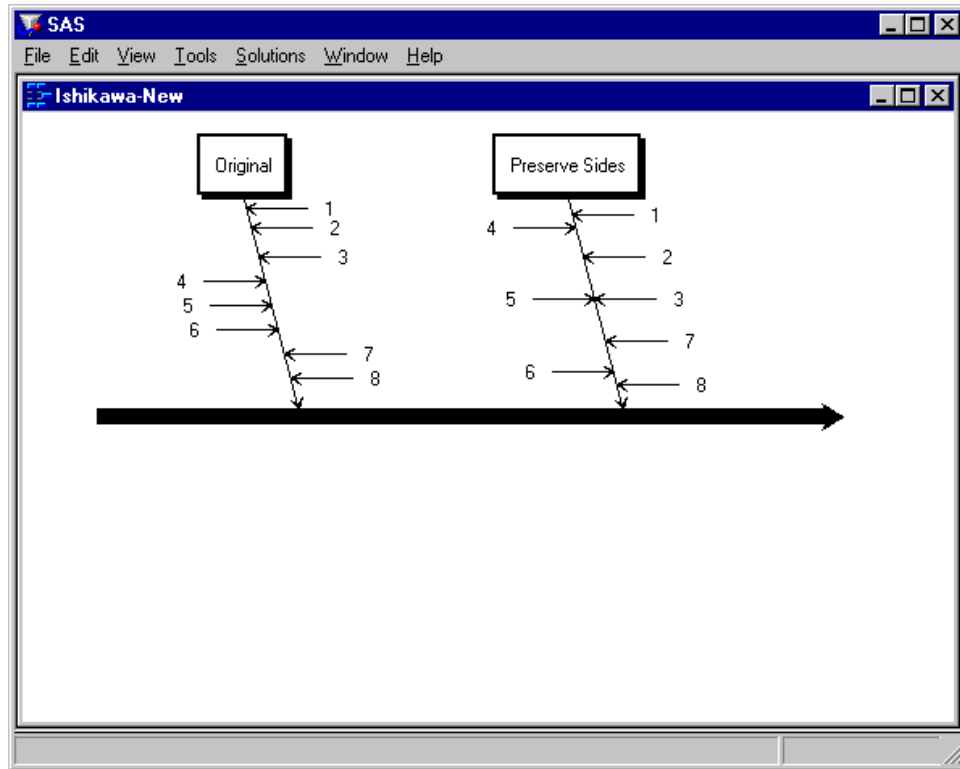 SAS
File Edit View Tools Solutions Window Help
Ishikawa-New
Original Preserve Sides
1 1
2 4
3 2
4 5 3
5 7
6 6
7 8
8